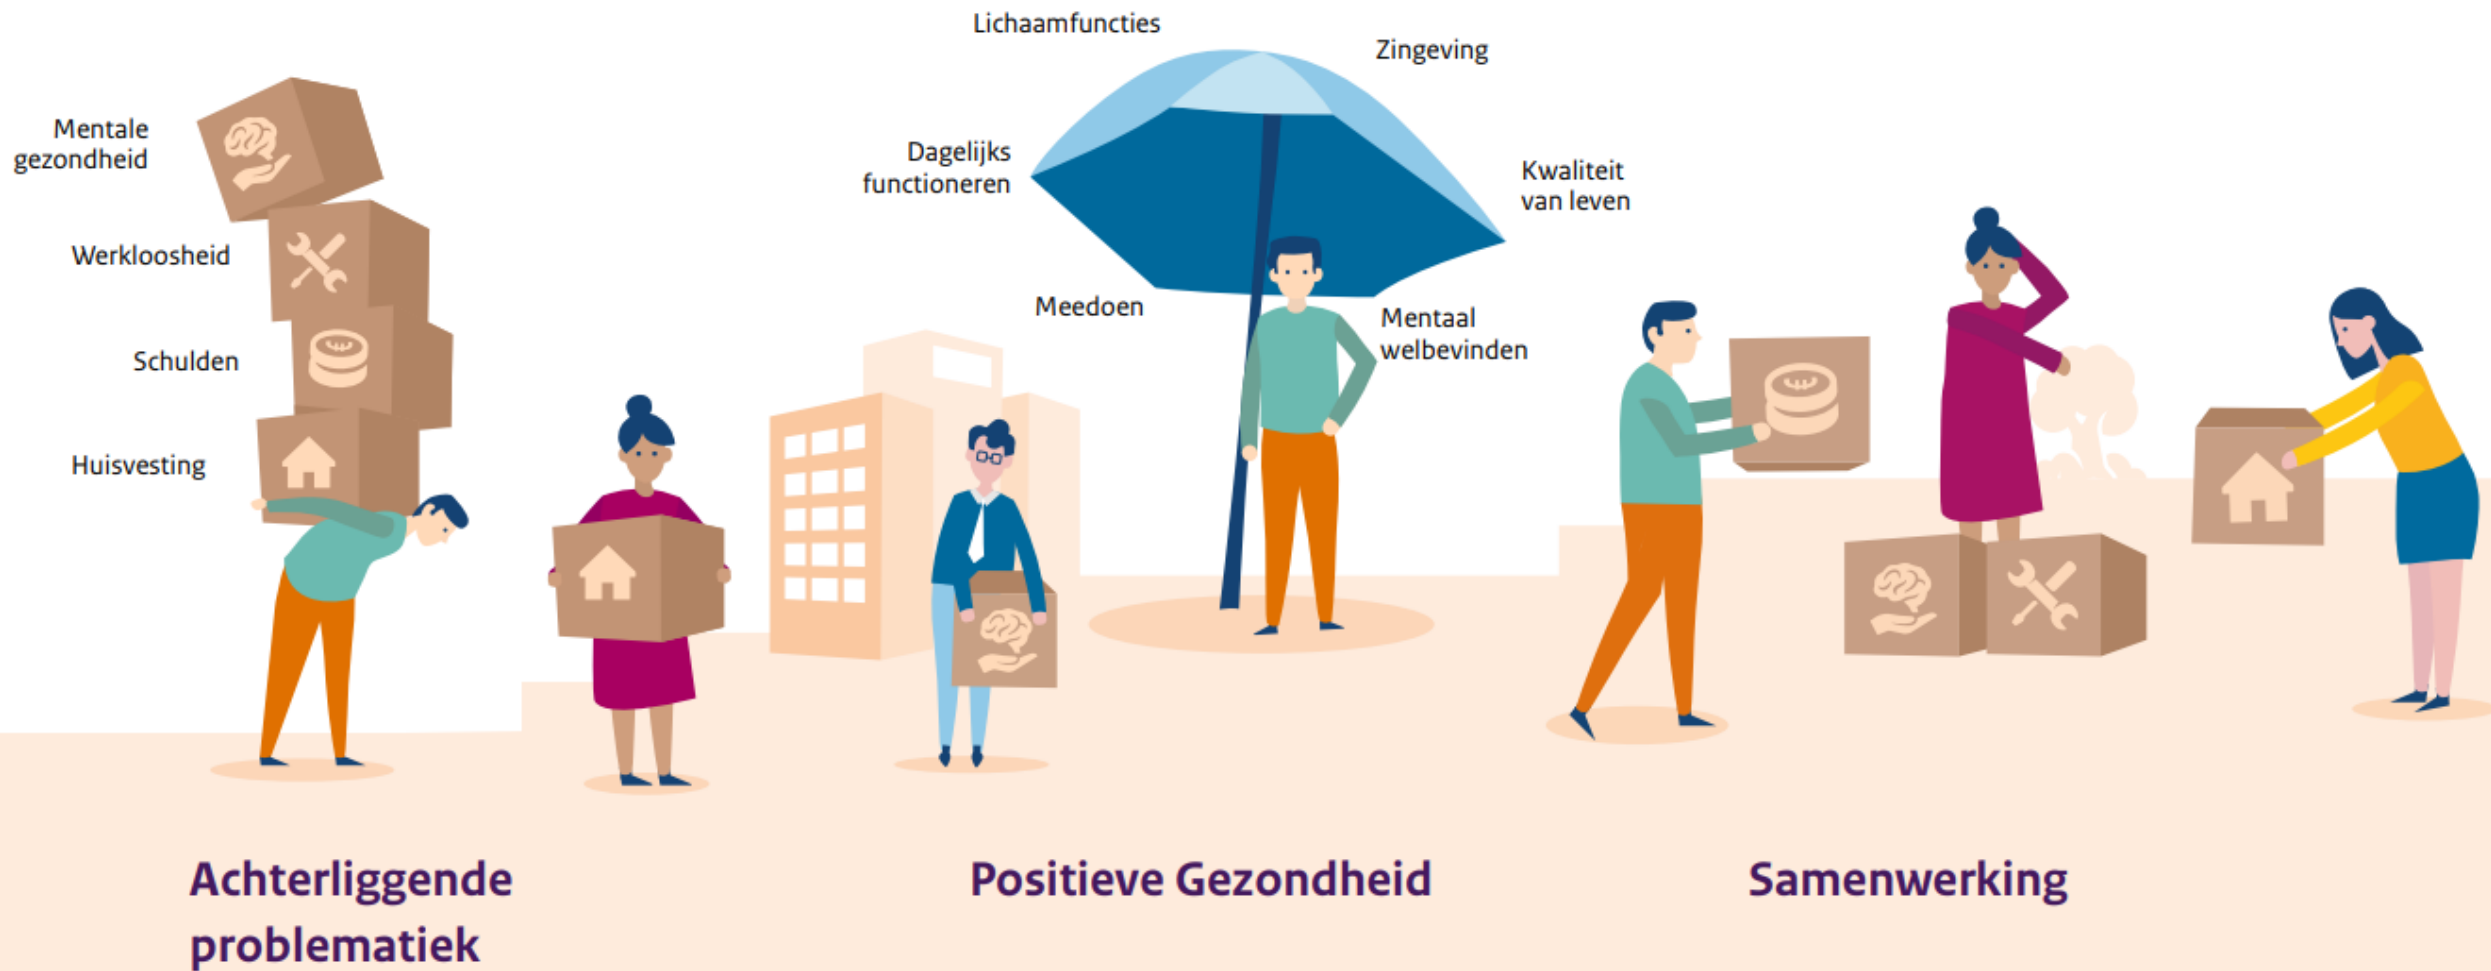 Mentale
gezondheid
Werkloosheid
Schulden
Huisvesting
Achterliggende
problematiek
Lichaamfuncties
Zingeving
Dagelijks
functioneren
Kwaliteit
van leven
Meedoen
Mentaal
welbevinden
Positieve Gezondheid
Samenwerking